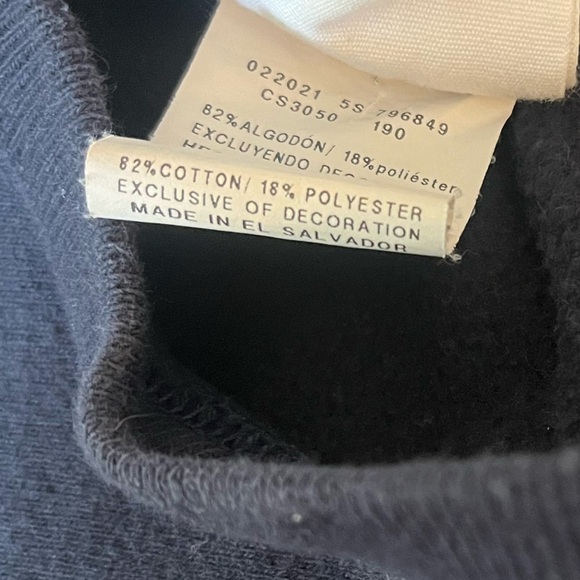 022021 5S 796849
CS3050 190
82% ALGODÓN/ 18% poliéster
EXCLUYENDO
82% COTTON/ 18% POLYESTER
EXCLUSIVE OF DECORATION
MADE IN EL SALVADOR